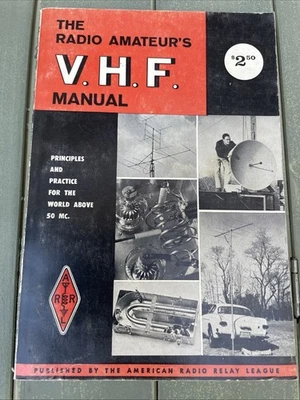 THE
RADIO AMATEUR'S
V.H.F.
MANUAL
$2.50
PRINCIPLES
AND
PRACTICE
FOR THE
WORLD ABOVE
50 MC.
A
R R
L
PUBLISHED BY THE AMERICAN RADIO RELAY LEAGUE